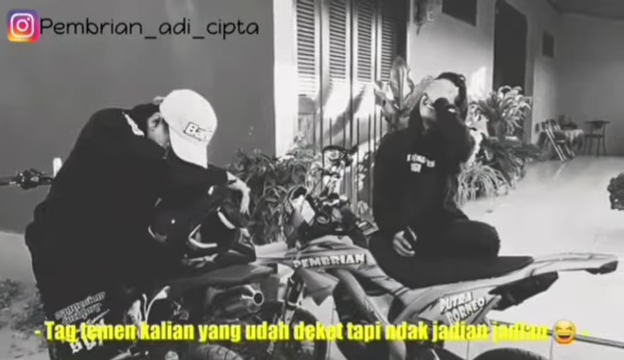 Pembrian_adi_cipta
PEMBRIAN
PUTRA
BORNEO
- Tag temen kalian yang udah deket tapi ndak jadian jadian 😆 -